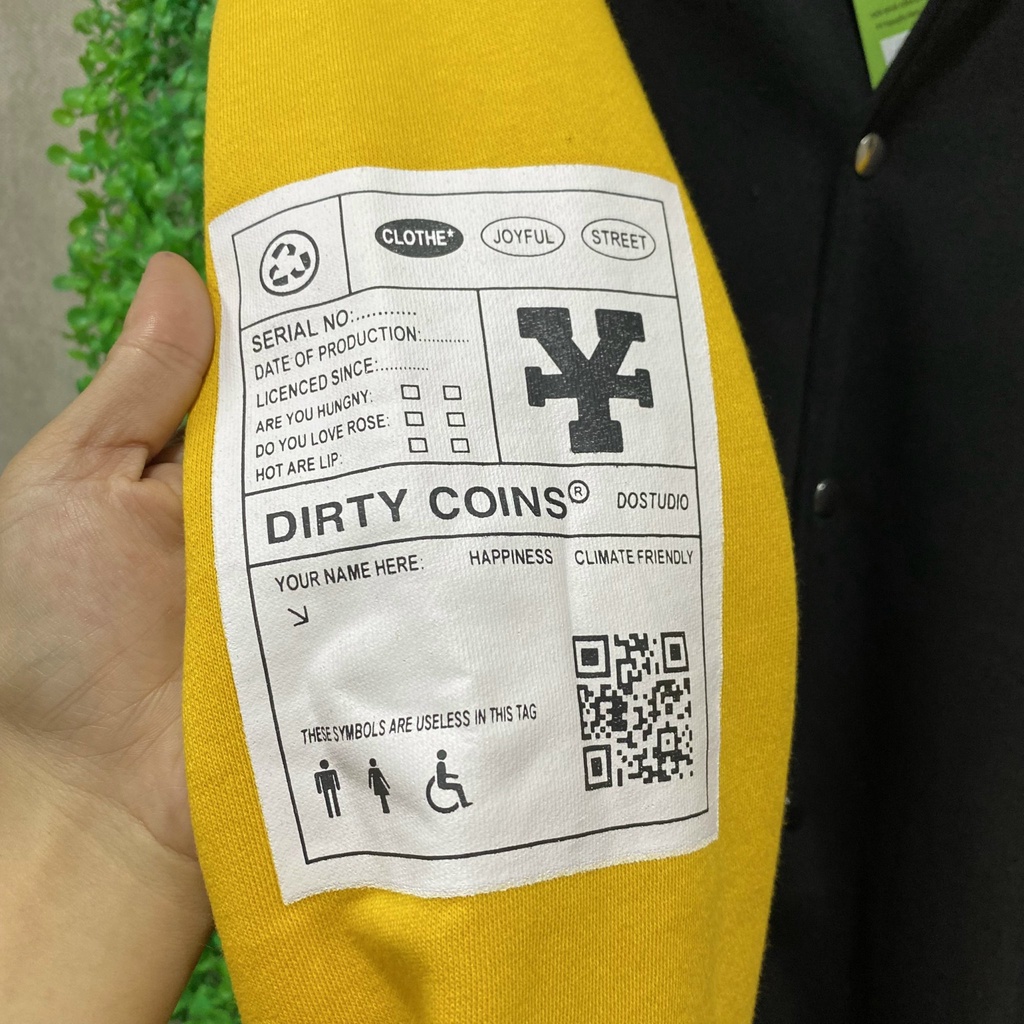 CLOTHE* JOYFUL STREET
SERIAL NO:...........
DATE OF PRODUCTION:...........
LICENCED SINCE:...........
ARE YOU HUNGNY:
DO YOU LOVE ROSE:
HOT ARE LIP:
¥
DIRTY COINS® DOSTUDIO
YOUR NAME HERE: HAPPINESS CLIMATE FRIENDLY
THESE SYMBOLS ARE USELESS IN THIS TAG